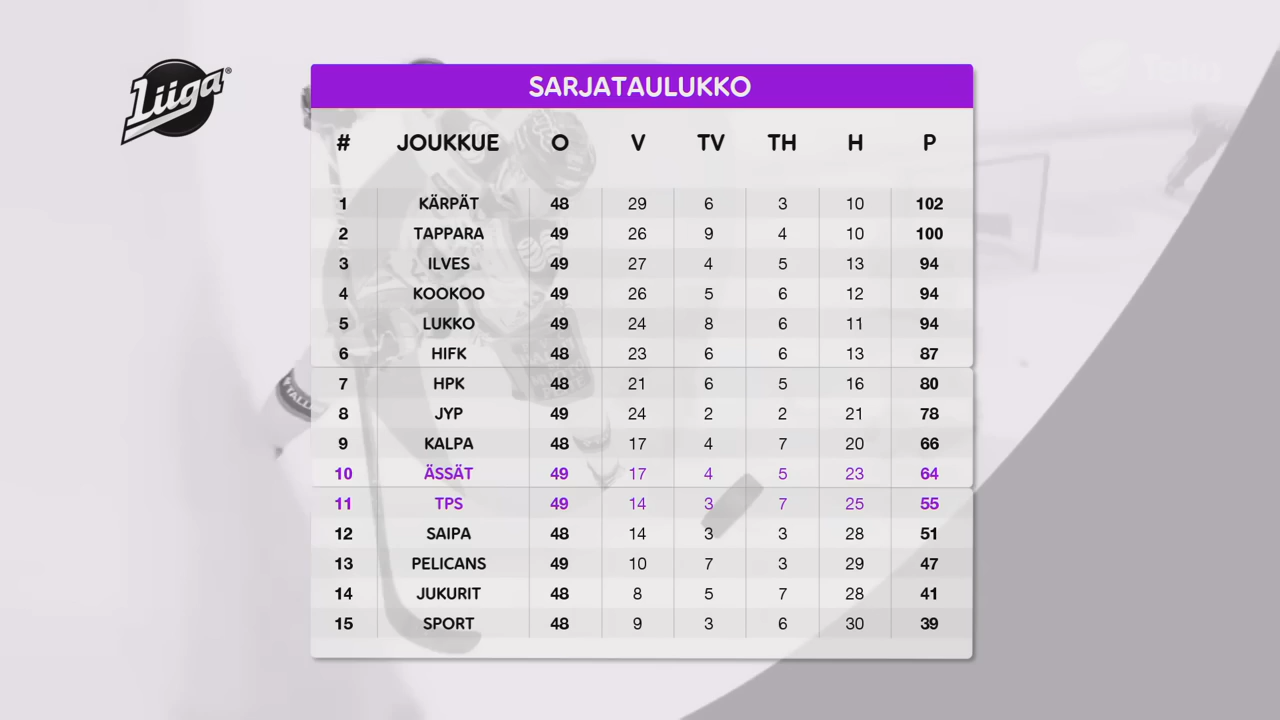 Liiga®
SARJATAULUKKO
# JOUKKUE O V TV TH H P
1 KÄRPÄT 48 29 6 3 10 102
2 TAPPARA 49 26 9 4 10 100
3 ILVES 49 27 4 5 13 94
4 KOOKOO 49 26 5 6 12 94
5 LUKKO 49 24 8 6 11 94
6 HIFK 48 23 6 6 13 87
7 HPK 48 21 6 5 16 80
8 JYP 49 24 2 2 21 78
9 KALPA 48 17 4 7 20 66
10 ÄSSÄT 49 17 4 5 23 64
11 TPS 49 14 3 7 25 55
12 SAIPA 48 14 3 3 28 51
13 PELICANS 49 10 7 3 29 47
14 JUKURIT 48 8 5 7 28 41
15 SPORT 48 9 3 6 30 39